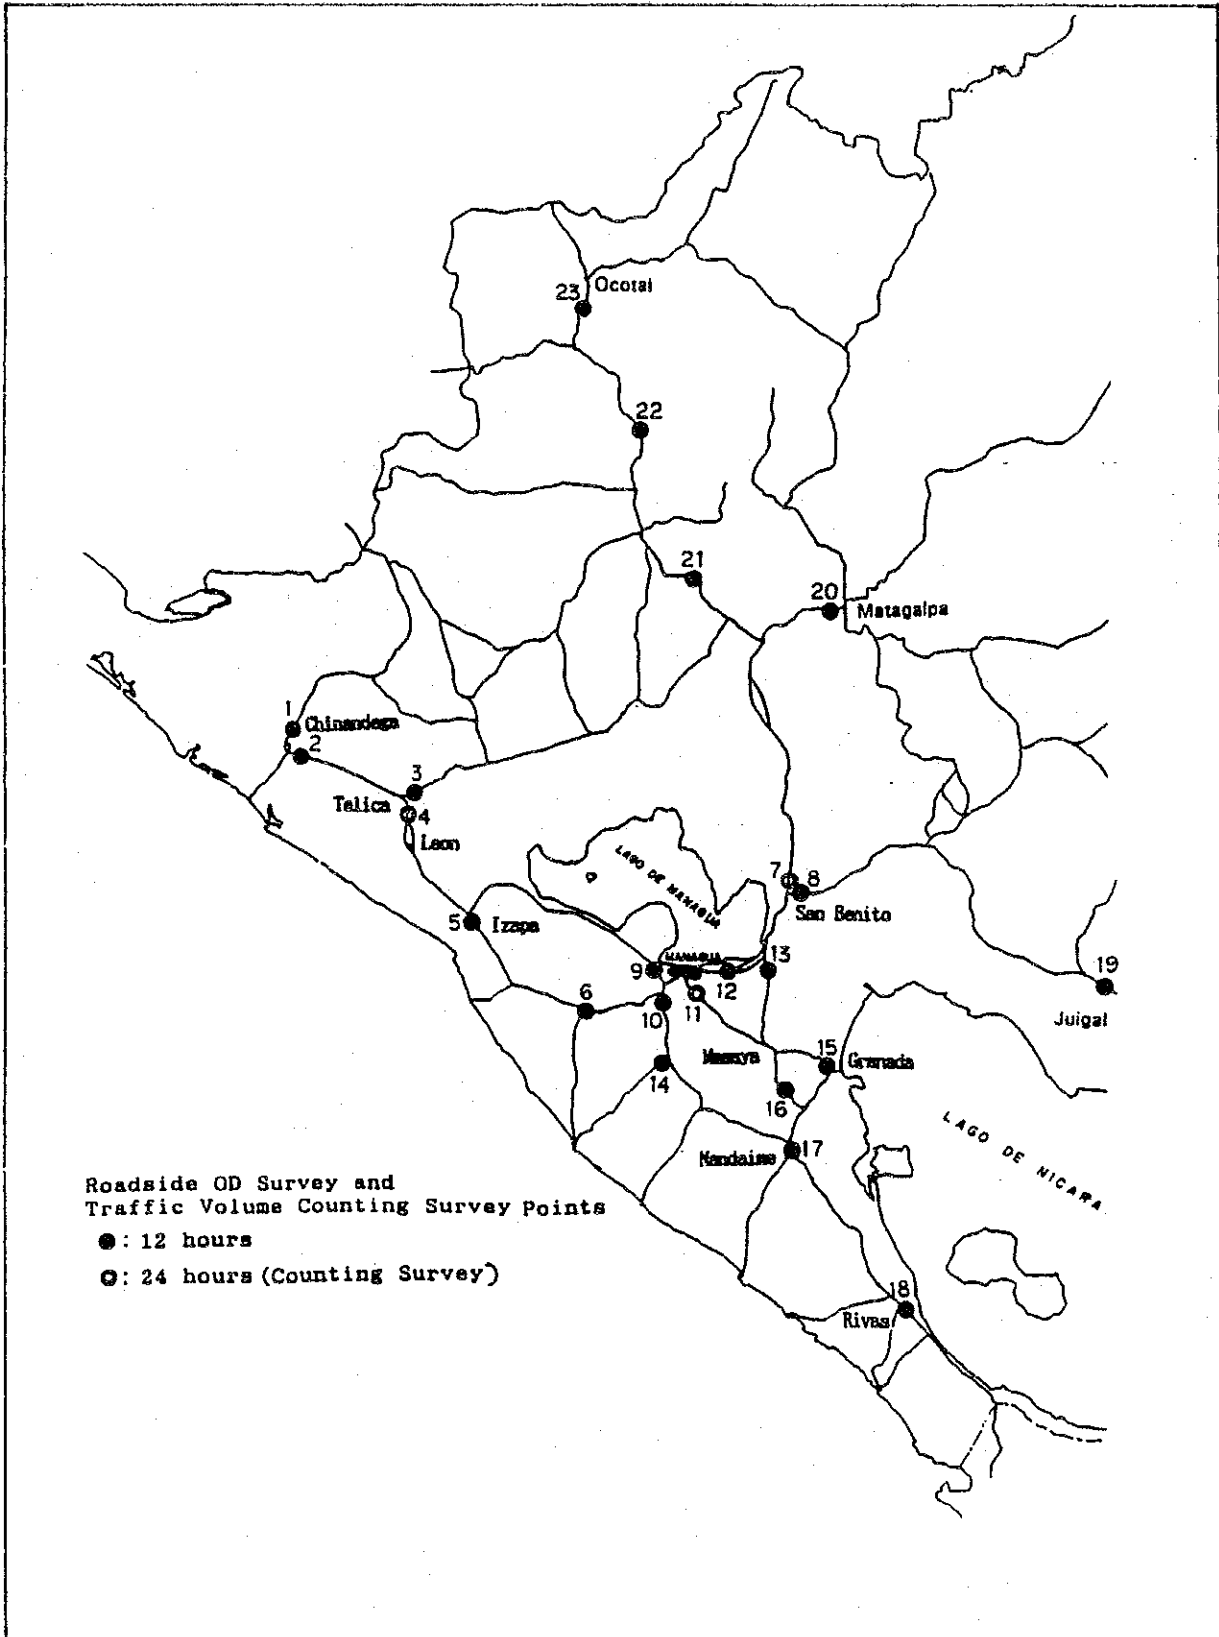 23
Ocotal
22
21
20
Matagalpa
1
Chinandega
2
3
Telica
4
Leon
LAGO DE MANAGUA
7
8
San Benito
5
Izapa
9
MANAGUA
12
13
19
6
10
11
Juigal
Masaya
15
Granada
14
16
LAGO DE NICARA
Nandaime
17
Roadside OD Survey and
Traffic Volume Counting Survey Points
●: 12 hours
○: 24 hours (Counting Survey)
18
Rivas